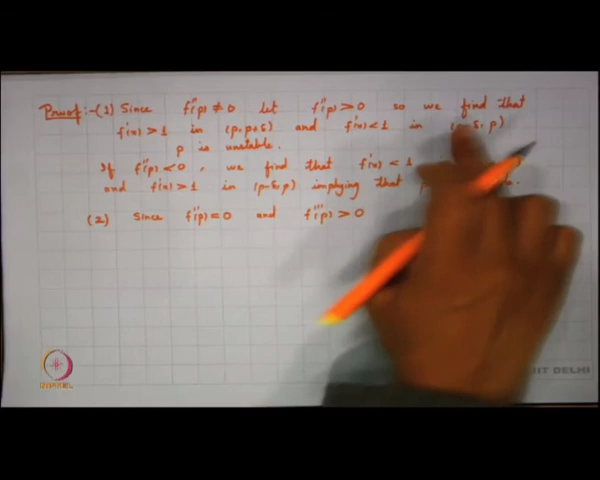 Proof:-(1) Since f''(p) ≠ 0 let f''(p) > 0 so we find that
f'(x) > 1 in (p, p+δ) and f'(x) < 1 in (p-δ, p)
p is unstable.
If f''(p) < 0, we find that f'(x) < 1
and f'(x) > 1 in (p-δ, p) implying that p
(2) Since f''(p) = 0 and f'''(p) > 0
NPTEL
IIT DELHI